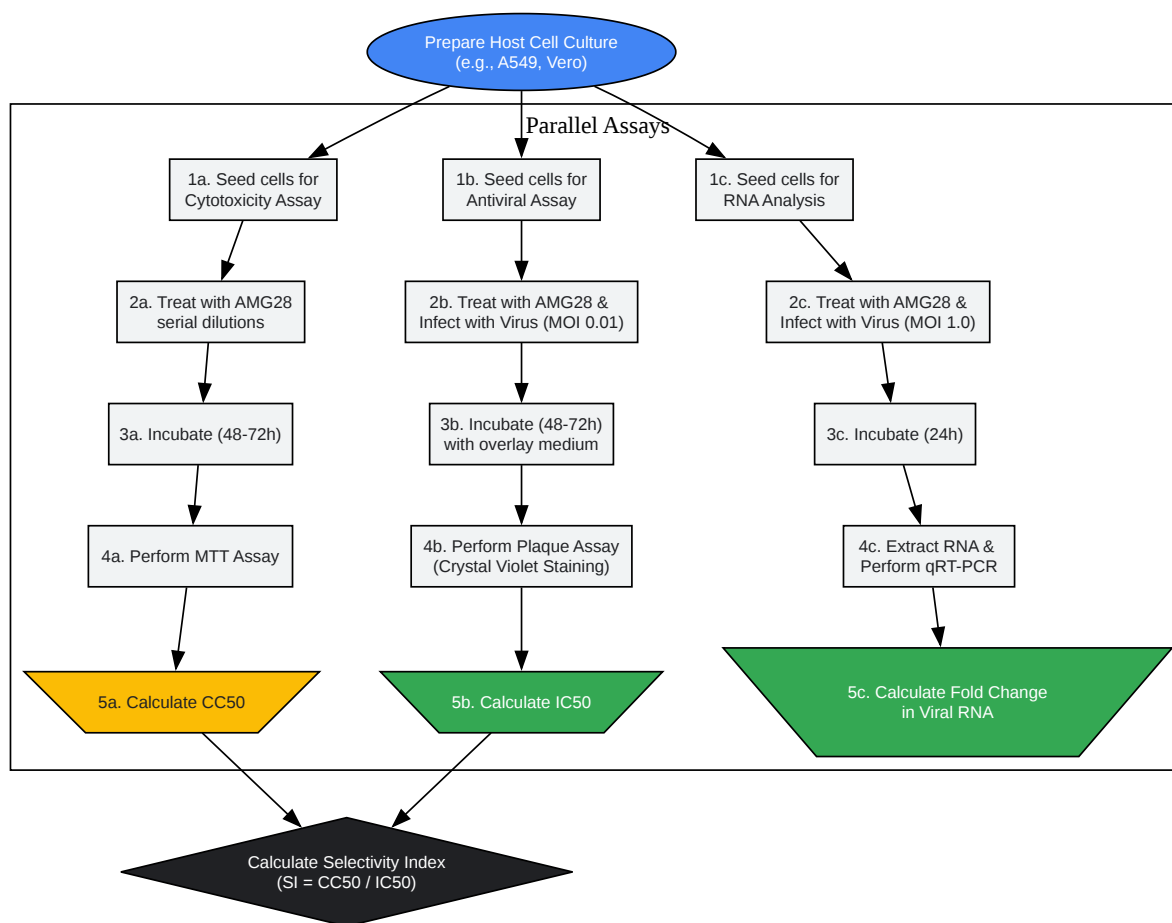 Prepare Host Cell Culture
(e.g., A549, Vero)
Parallel Assays
1a. Seed cells for
Cytotoxicity Assay
1b. Seed cells for
Antiviral Assay
1c. Seed cells for
RNA Analysis
2a. Treat with AMG28
serial dilutions
2b. Treat with AMG28 &
Infect with Virus (MOI 0.01)
2c. Treat with AMG28 &
Infect with Virus (MOI 1.0)
3a. Incubate (48-72h)
3b. Incubate (48-72h)
with overlay medium
3c. Incubate (24h)
4a. Perform MTT Assay
4b. Perform Plaque Assay
(Crystal Violet Staining)
4c. Extract RNA &
Perform qRT-PCR
5a. Calculate CC50
5b. Calculate IC50
5c. Calculate Fold Change
in Viral RNA
Calculate Selectivity Index
(SI = CC50 / IC50)